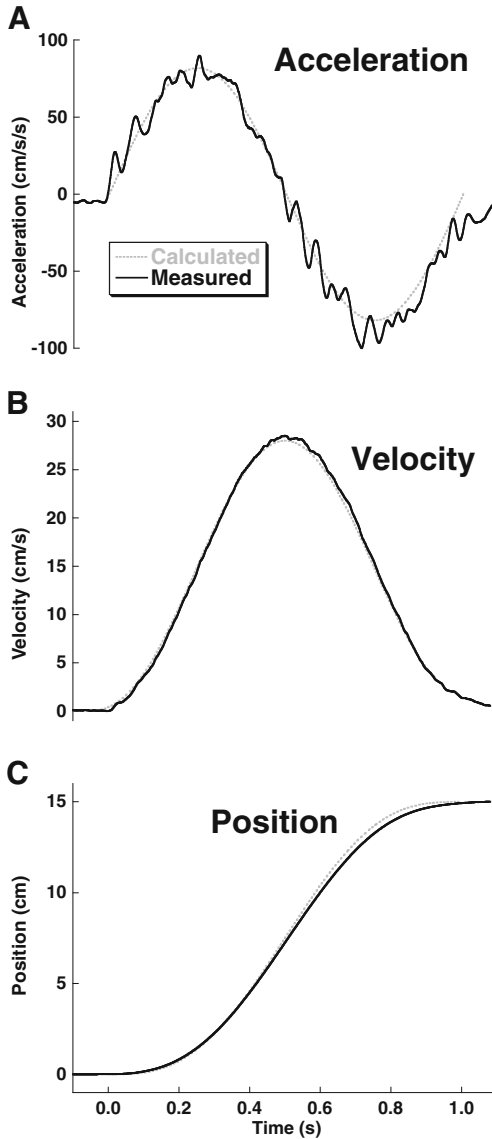 A
Acceleration
100
50
0
-50
-100
Acceleration (cm/s/s)
Calculated
Measured
B
Velocity
30
25
20
15
10
5
0
Velocity (cm/s)
C
Position
15
10
5
0
Position (cm)
0.0 0.2 0.4 0.6 0.8 1.0
Time (s)